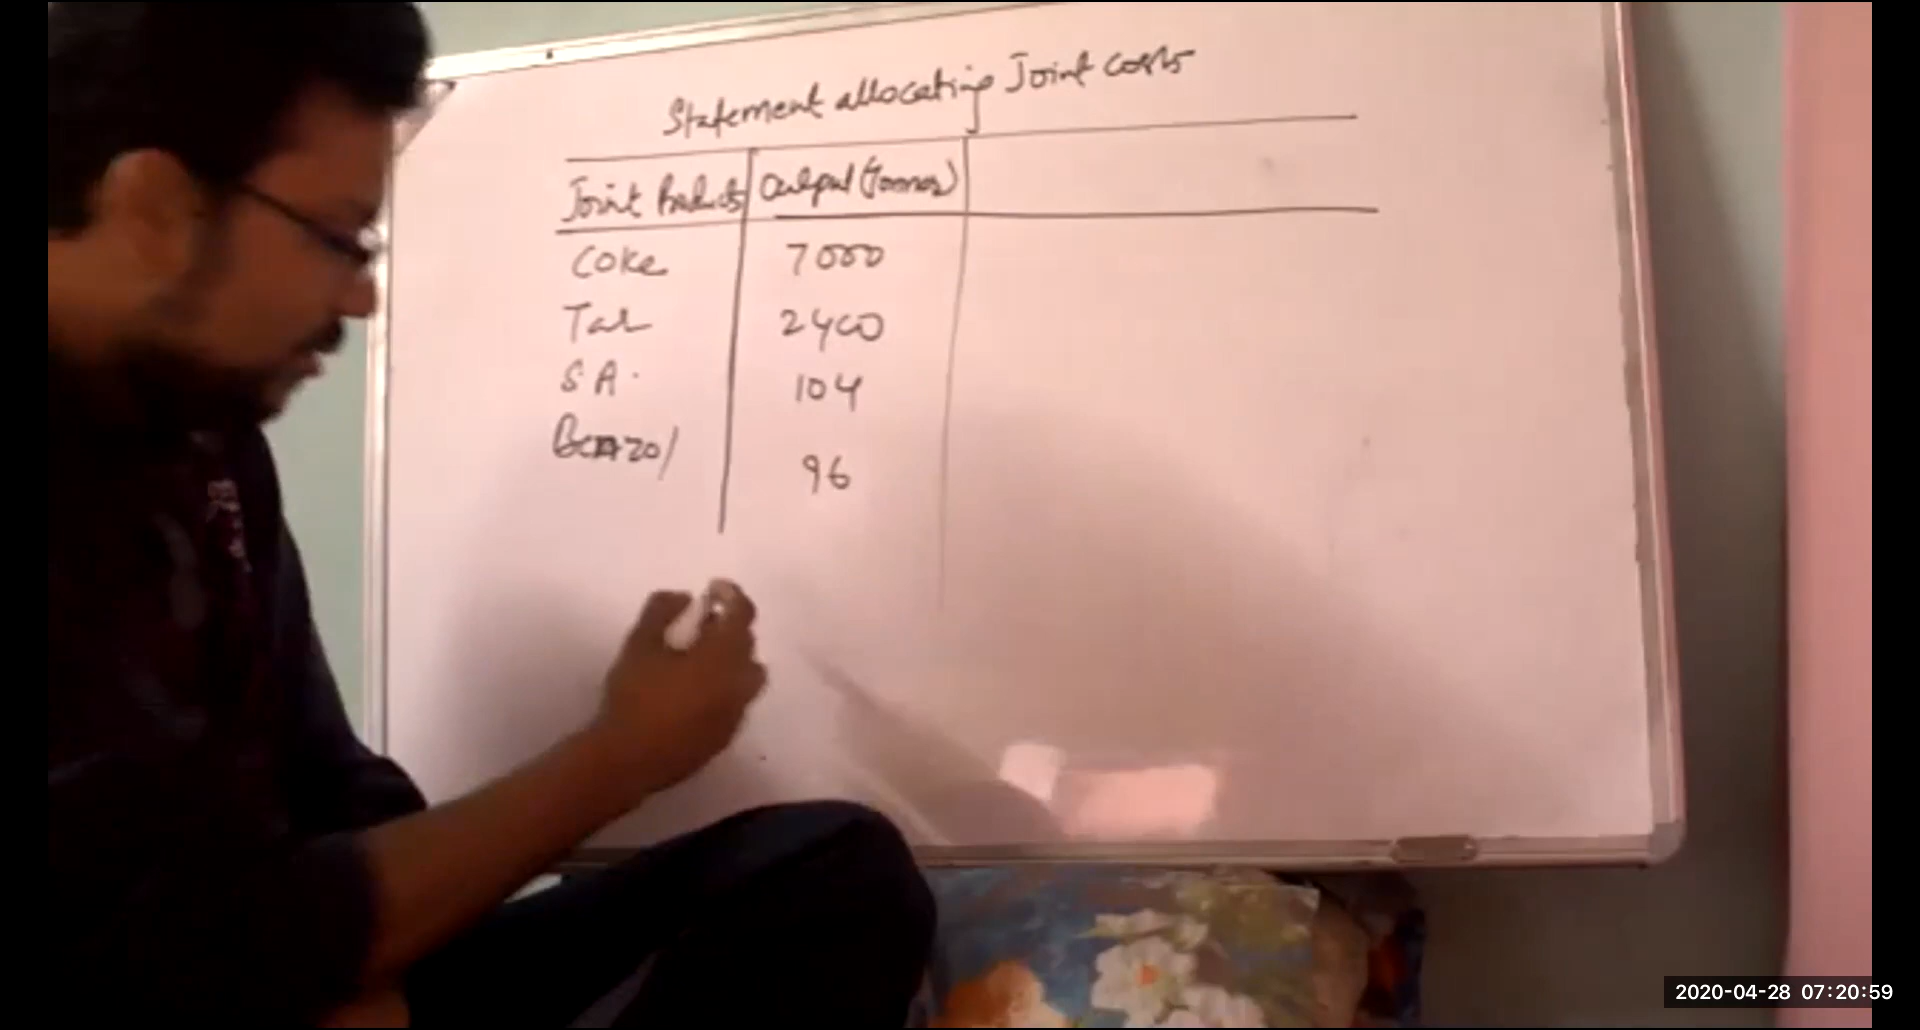 Statement allocating Joint Costs
Joint Products Output (Tonnes)
Coke 7000
Tar 2400
S.A. 104
Benzol 96
2020-04-28 07:20:59